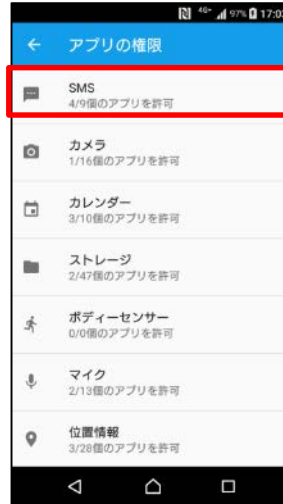 4G 97% 17:03
アプリの権限
SMS
4/9個のアプリを許可
カメラ
1/16個のアプリを許可
カレンダー
3/10個のアプリを許可
ストレージ
2/47個のアプリを許可
ボディーセンサー
0/0個のアプリを許可
マイク
2/13個のアプリを許可
位置情報
3/28個のアプリを許可